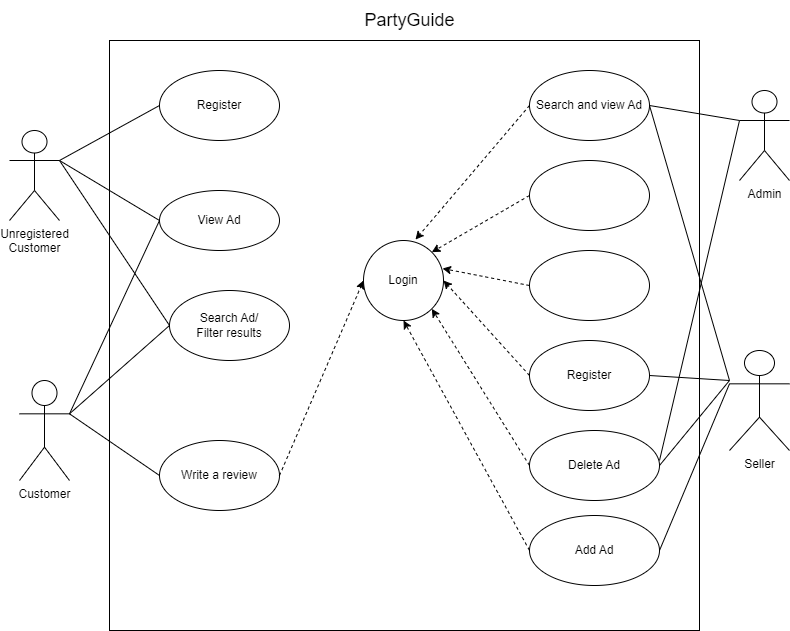 PartyGuide
Register
Search and view Ad
Admin
Unregistered
Customer
View Ad
Login
Search Ad/
Filter results
Register
Customer
Write a review
Delete Ad
Seller
Add Ad